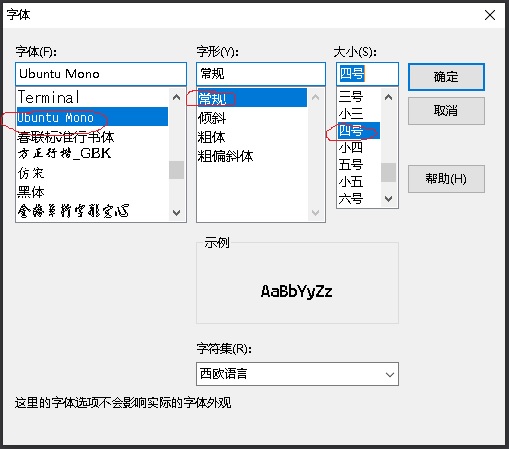 字体
字体(F):
Ubuntu Mono
Terminal
Ubuntu Mono
春联标准行书体
方正行楷_GBK
仿宋
黑体
字形(Y):
常规
常规
倾斜
粗体
粗偏斜体
大小(S):
四号
三号
小三
四号
小四
五号
小五
六号
确定
取消
帮助(H)
示例
AaBbYyZz
字符集(R):
西欧语言
这里的字体选项不会影响实际的字体外观